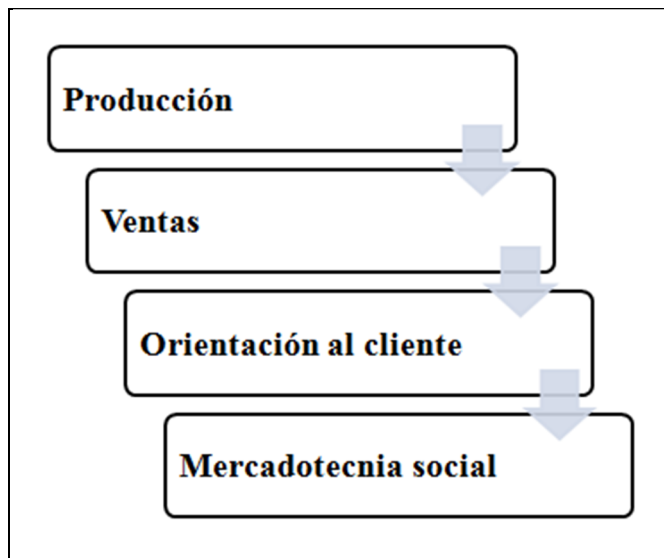 Producción
Ventas
Orientación al cliente
Mercadotecnia social